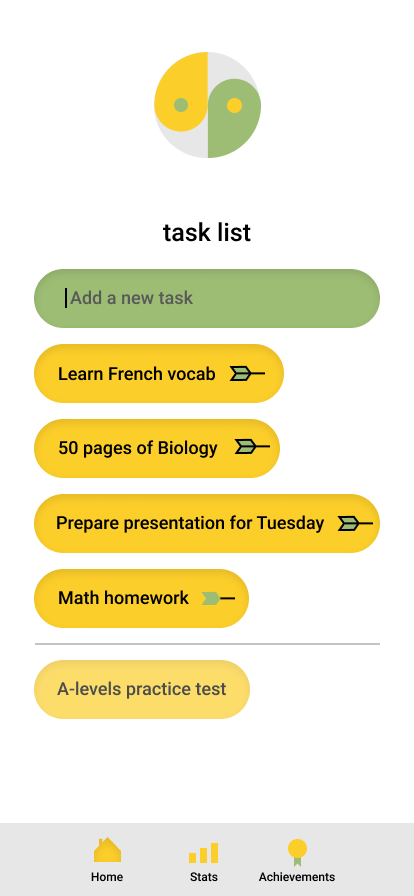 task list
Add a new task
Learn French vocab
50 pages of Biology
Prepare presentation for Tuesday
Math homework
A-levels practice test
Home Stats Achievements